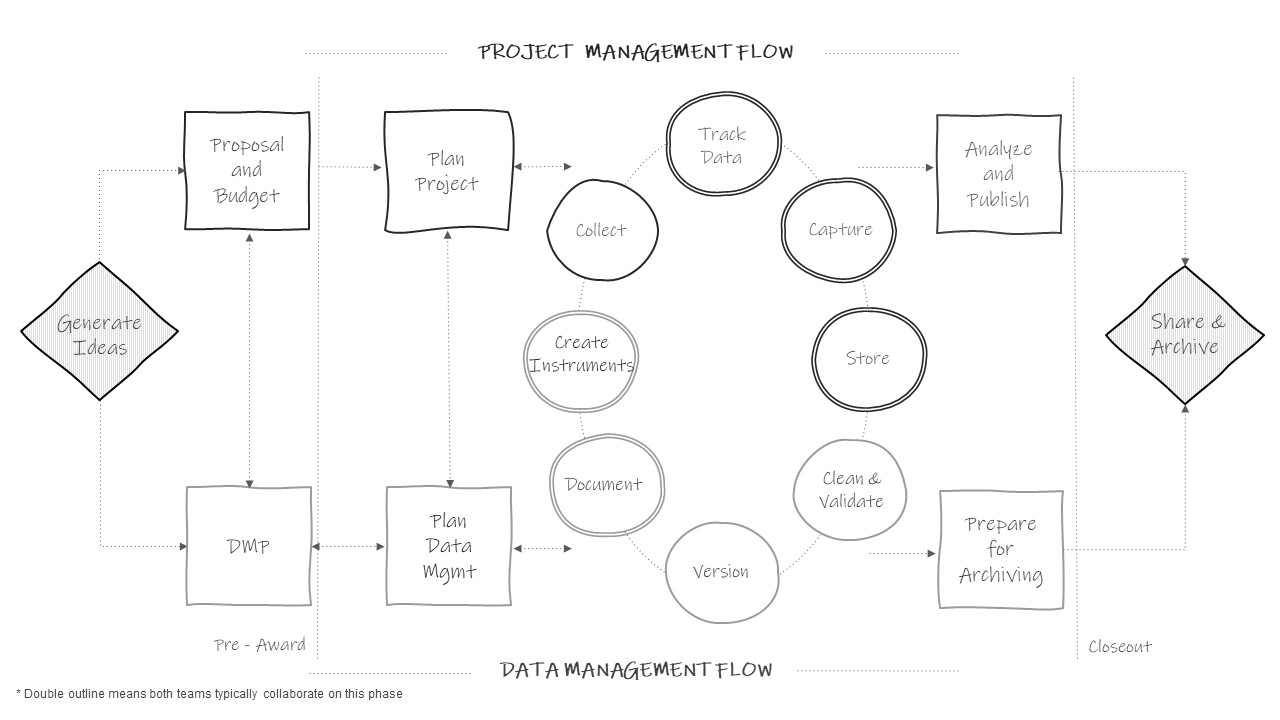 PROJECT MANAGEMENT FLOW
Proposal
and
Budget
Plan
Project
Track
Data
Analyze
and
Publish
Collect
Capture
Generate
Ideas
Share &
Archive
Create
Instruments
Store
Document
Clean &
Validate
DMP
Plan
Data
Mgmt
Version
Prepare
for
Archiving
Pre - Award
Closeout
DATA MANAGEMENT FLOW
* Double outline means both teams typically collaborate on this phase